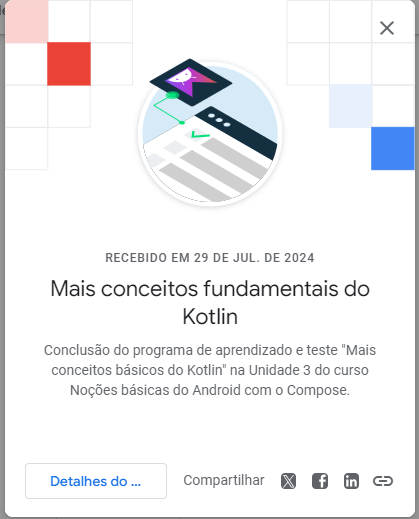 RECEBIDO EM 29 DE JUL. DE 2024
Mais conceitos fundamentais do
Kotlin
Conclusão do programa de aprendizado e teste "Mais
conceitos básicos do Kotlin" na Unidade 3 do curso
Noções básicas do Android com o Compose.
Detalhes do ...
Compartilhar